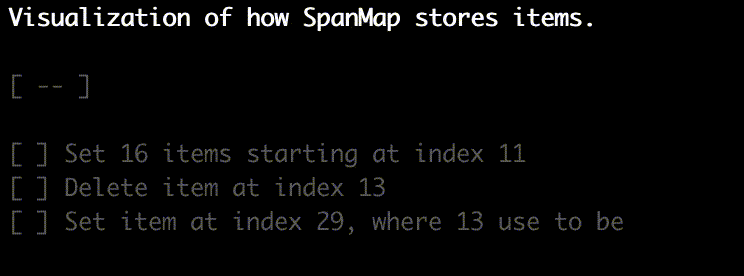 Visualization of how SpanMap stores items.
[ -- ]
[ ] Set 16 items starting at index 11
[ ] Delete item at index 13
[ ] Set item at index 29, where 13 use to be